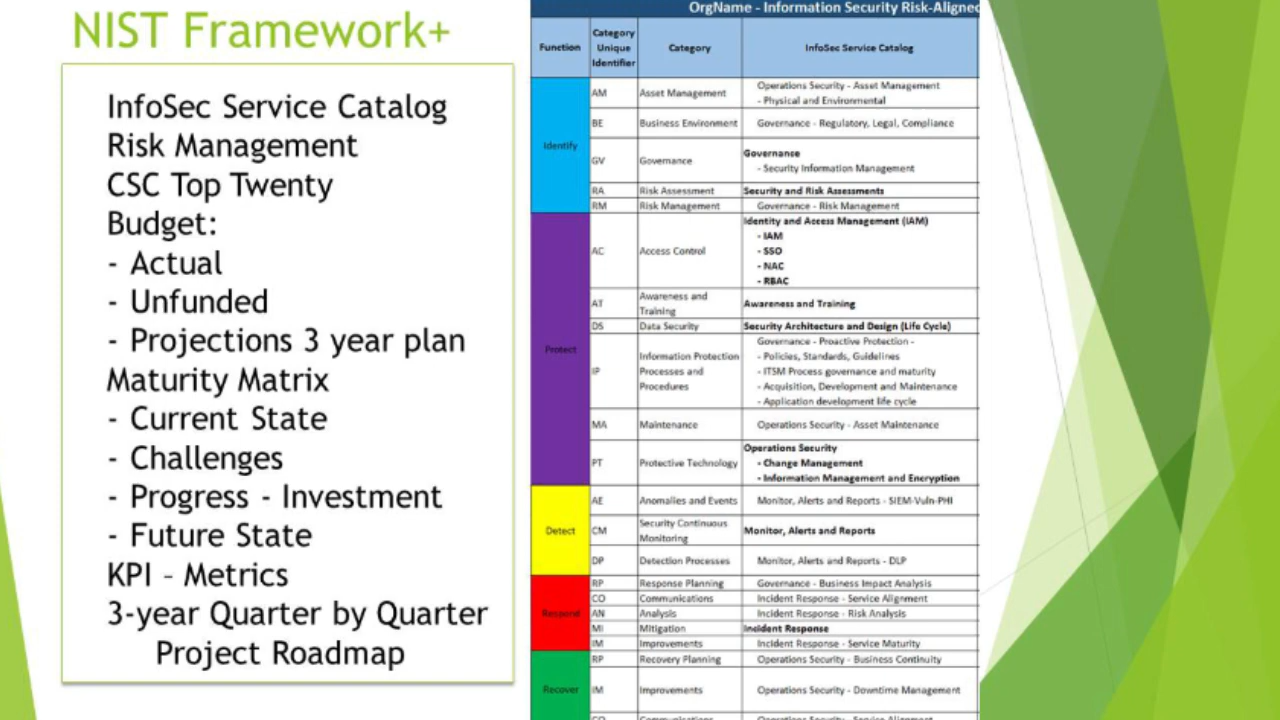 NIST Framework+
InfoSec Service Catalog
Risk Management
CSC Top Twenty
Budget:
- Actual
- Unfunded
- Projections 3 year plan
Maturity Matrix
- Current State
- Challenges
- Progress - Investment
- Future State
KPI – Metrics
3-year Quarter by Quarter
Project Roadmap
OrgName - Information Security Risk-Aligned
Function
Category
Unique
Identifier
Category
InfoSec Service Catalog
Identify
AM
Asset Management
Operations Security - Asset Management
- Physical and Environmental
BE
Business Environment
Governance - Regulatory, Legal, Compliance
GV
Governance
Governance
- Security Information Management
RA
Risk Assessment
Security and Risk Assessments
RM
Risk Management
Governance - Risk Management
Protect
AC
Access Control
Identity and Access Management (IAM)
- IAM
- SSO
- NAC
- RBAC
AT
Awareness and
Training
Awareness and Training
DS
Data Security
Security Architecture and Design (Life Cycle)
IP
Information Protection
Processes and
Procedures
Governance - Proactive Protection -
- Policies, Standards, Guidelines
- ITSM Process governance and maturity
- Acquisition, Development and Maintenance
- Application development life cycle
MA
Maintenance
Operations Security - Asset Maintenance
PT
Protective Technology
Operations Security
- Change Management
- Information Management and Encryption
Detect
AE
Anomalies and Events
Monitor, Alerts and Reports - SIEM-Vuln-PHI
CM
Security Continuous
Monitoring
Monitor, Alerts and Reports
DP
Detection Processes
Monitor, Alerts and Reports - DLP
Respond
RP
Response Planning
Governance - Business Impact Analysis
CO
Communications
Incident Response - Service Alignment
AN
Analysis
Incident Response - Risk Analysis
MI
Mitigation
Incident Response
IM
Improvements
Incident Response - Service Maturity
Recover
RP
Recovery Planning
Operations Security - Business Continuity
IM
Improvements
Operations Security - Downtime Management
CO
Communications
Operations Security - Service Alignment